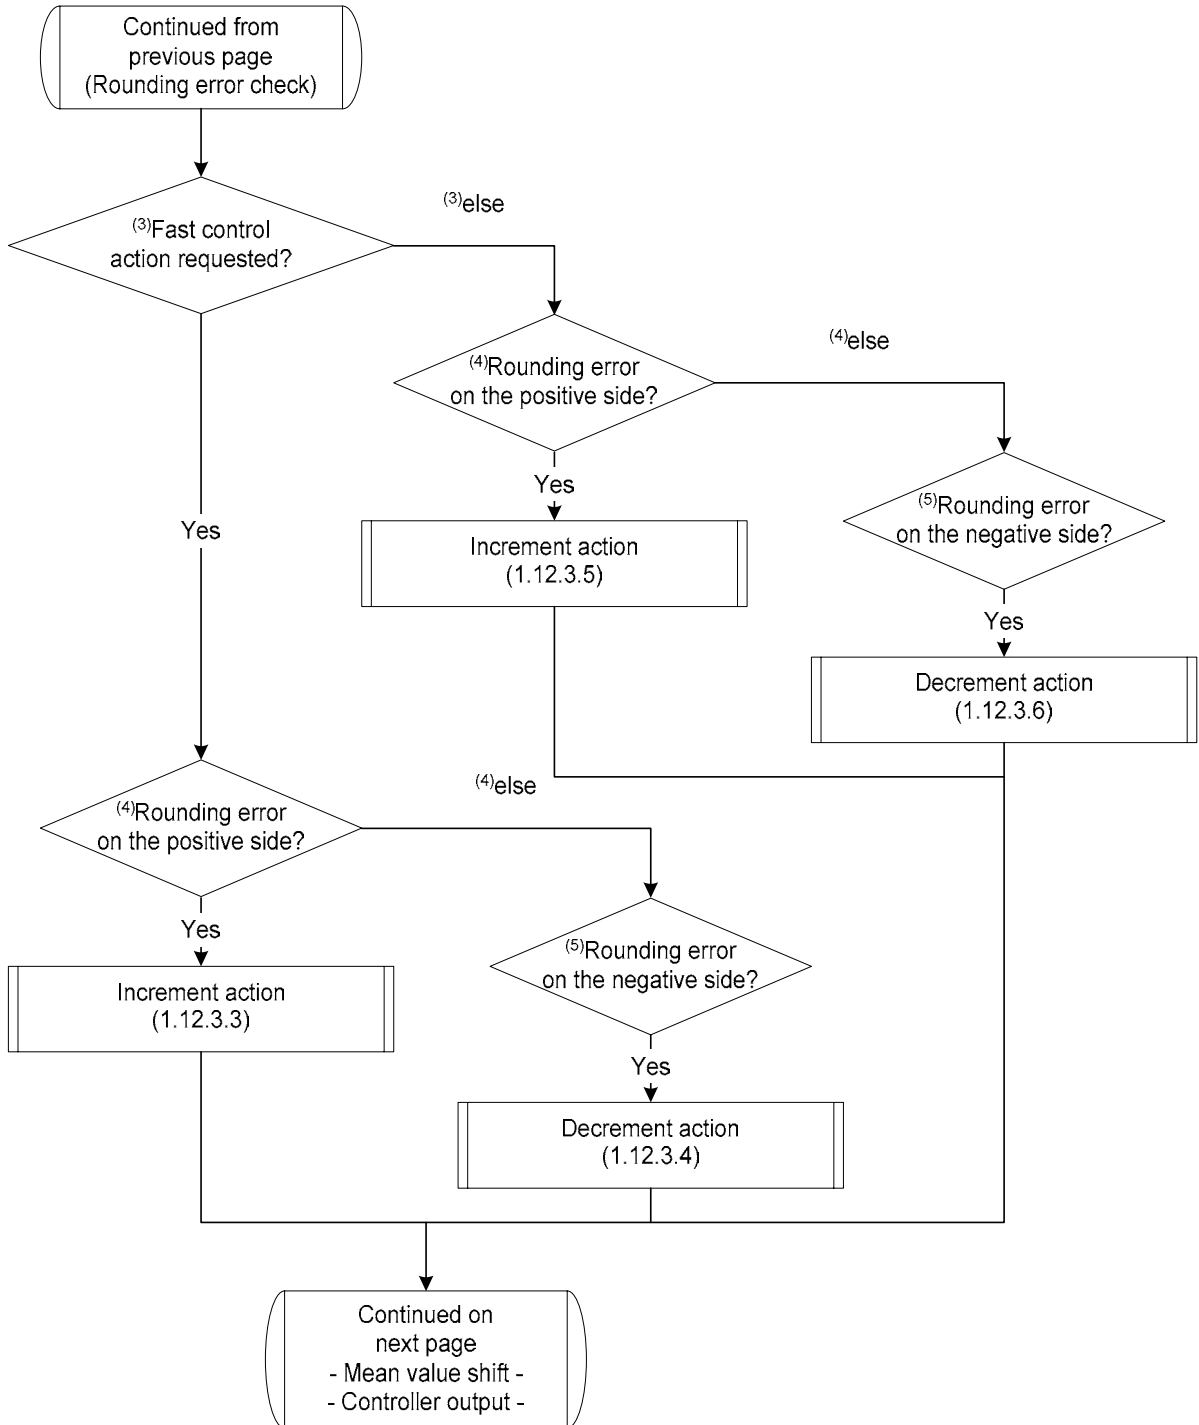 Continued from
previous page
(Rounding error check)
(3)Fast control
action requested?
(3)else
(4)Rounding error
on the positive side?
(4)else
Yes
(5)Rounding error
on the negative side?
Yes
Increment action
(1.12.3.5)
Yes
Decrement action
(1.12.3.6)
(4)Rounding error
on the positive side?
(4)else
Yes
(5)Rounding error
on the negative side?
Increment action
(1.12.3.3)
Yes
Decrement action
(1.12.3.4)
Continued on
next page
- Mean value shift -
- Controller output -